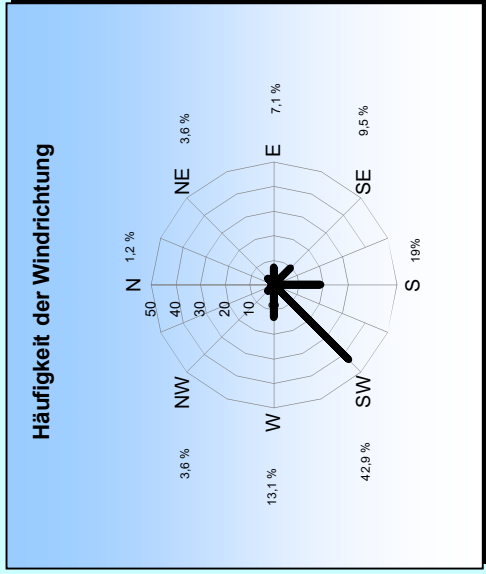 Häufigkeit der Windrichtung
N
1,2 %
50
40
3,6 %
NW
NE
3,6 %
30
20
10
13,1 %
W
E
7,1 %
42,9 %
SW
SE
9,5 %
S
19%